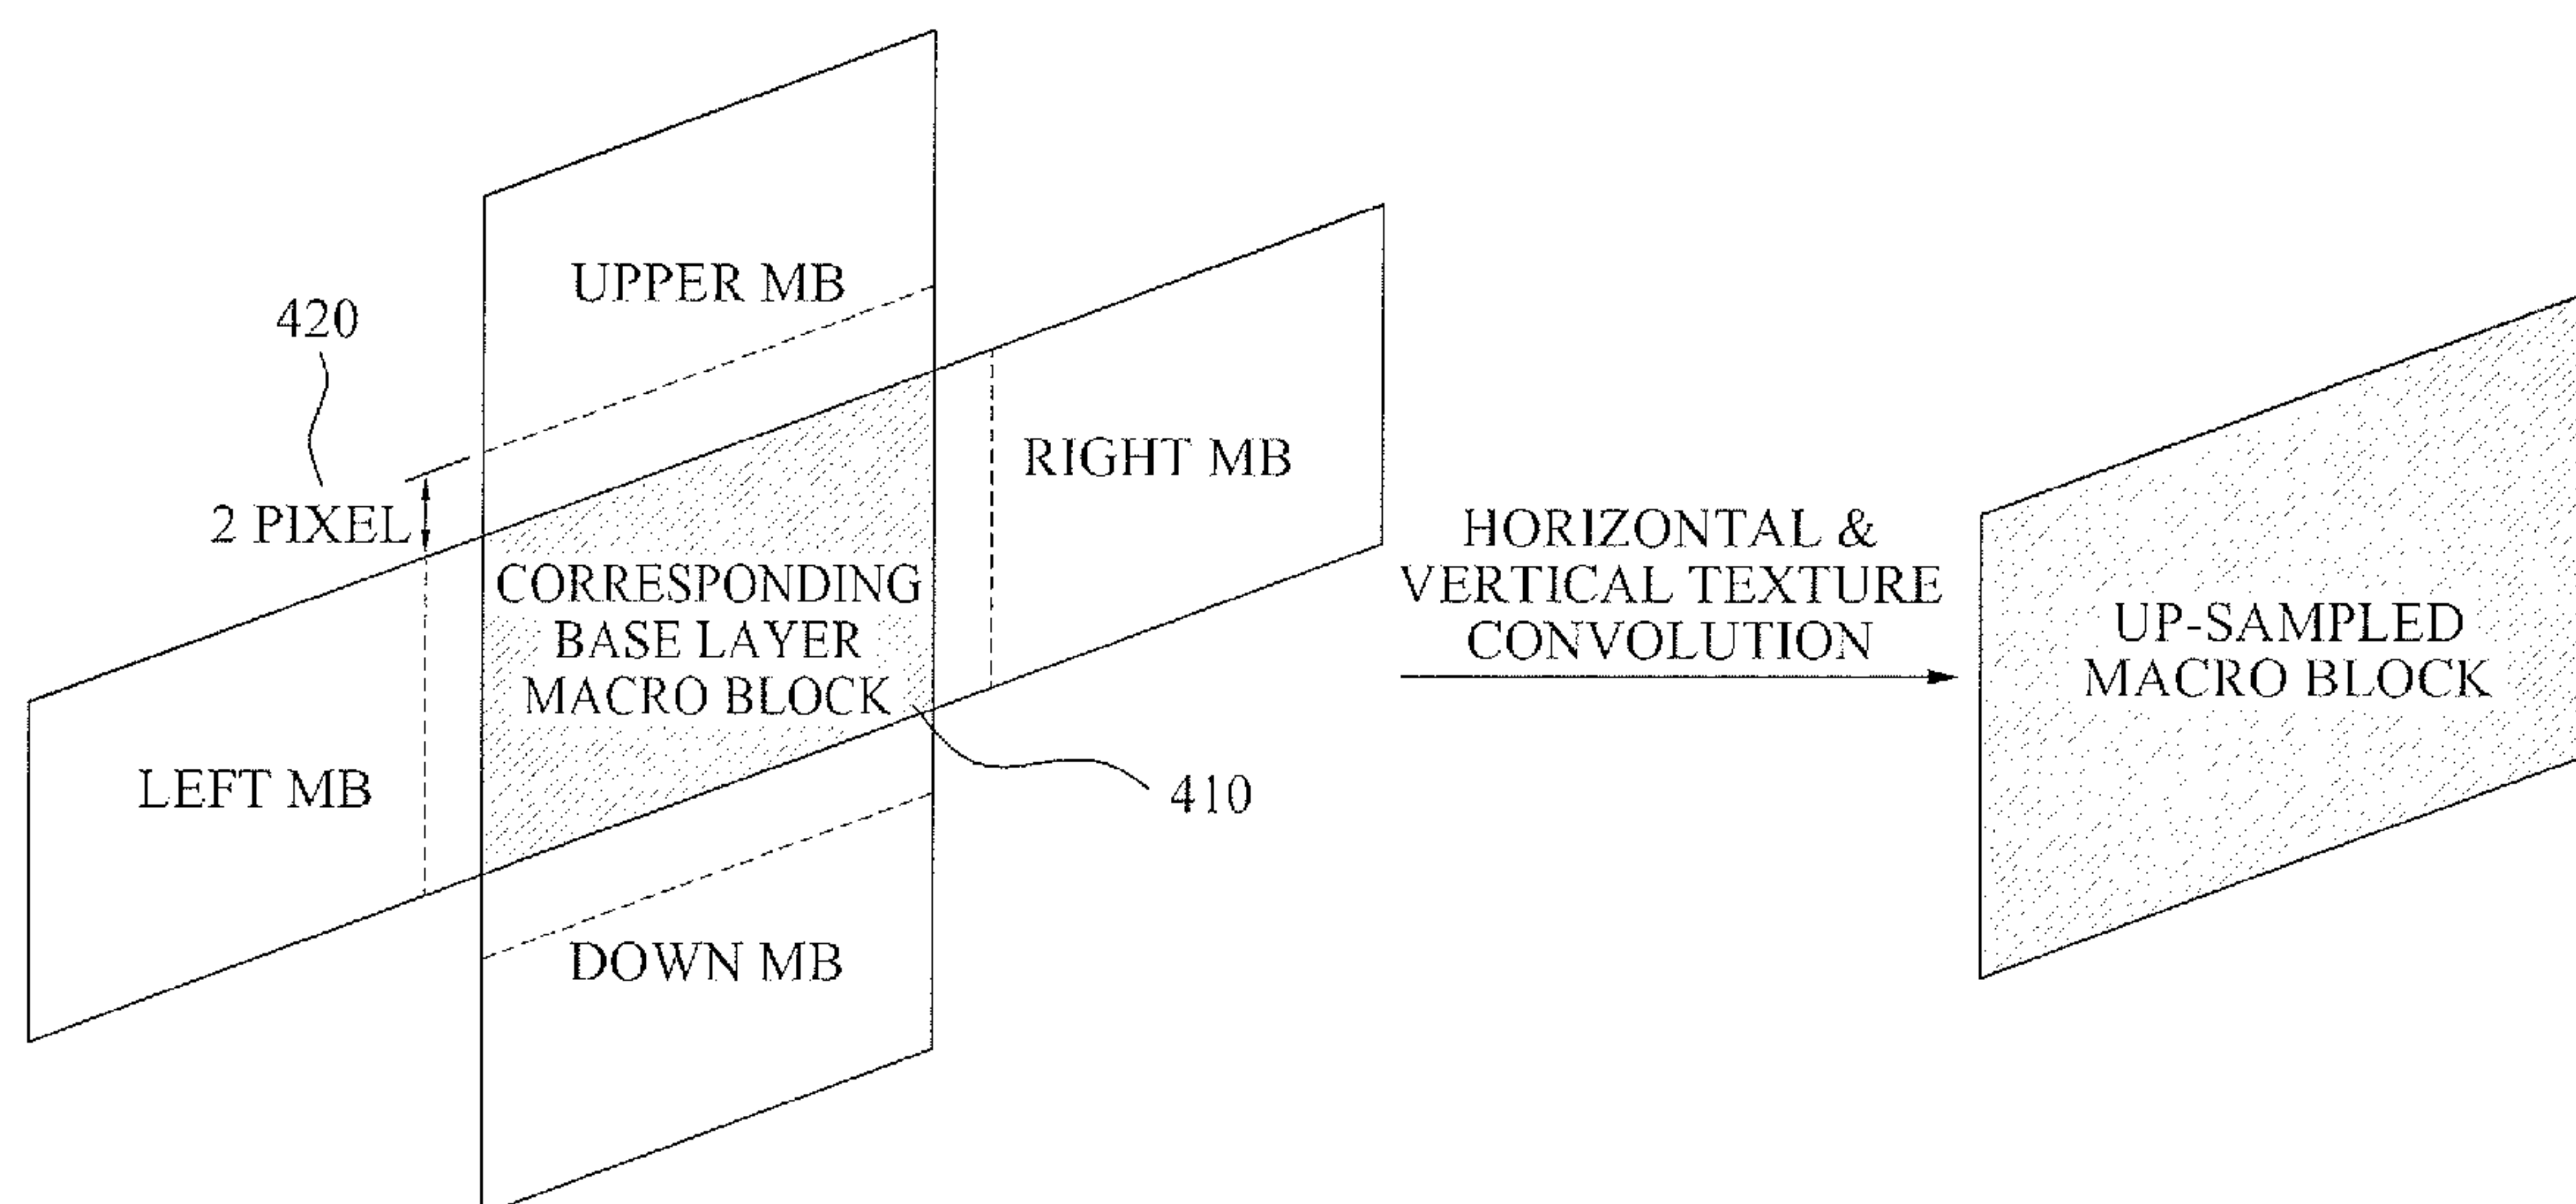 UPPER MB
420
2 PIXEL
RIGHT MB
CORRESPONDING
BASE LAYER
MACRO BLOCK
LEFT MB
410
DOWN MB
HORIZONTAL &
VERTICAL TEXTURE
CONVOLUTION
UP-SAMPLED
MACRO BLOCK